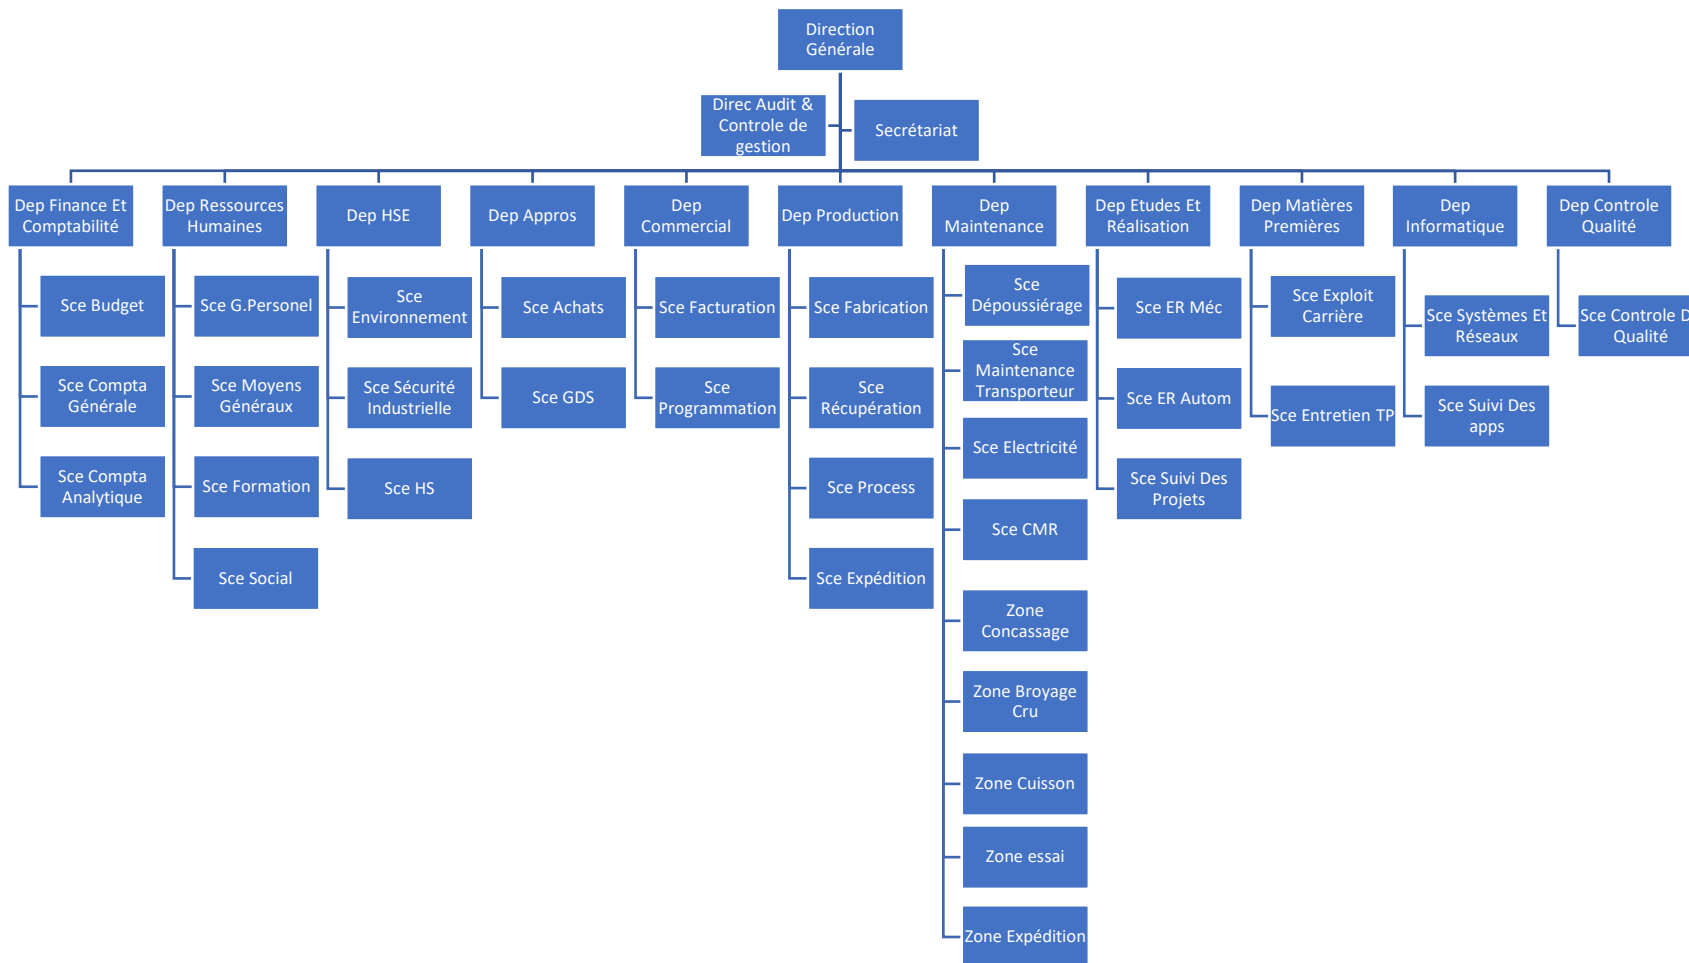 Direction
Générale
Direc Audit &
Controle de
gestion
Secrétariat
Dep Finance Et
Comptabilité
Dep Ressources
Humaines
Dep HSE
Dep Appros
Dep
Commercial
Dep Production
Dep
Maintenance
Dep Etudes Et
Réalisation
Dep Matières
Premières
Dep
Informatique
Dep Controle
Qualité
Sce Budget
Sce Compta
Générale
Sce Compta
Analytique
Sce G.Personel
Sce Moyens
Généraux
Sce Formation
Sce Social
Sce
Environnement
Sce Sécurité
Industrielle
Sce HS
Sce Achats
Sce GDS
Sce Facturation
Sce
Programmation
Sce Fabrication
Sce
Récupération
Sce Process
Sce Expédition
Sce
Dépoussiérage
Sce
Maintenance
Transporteur
Sce Electricité
Sce CMR
Zone
Concassage
Zone Broyage
Cru
Zone Cuisson
Zone essai
Zone Expédition
Sce ER Méc
Sce ER Autom
Sce Suivi Des
Projets
Sce Exploit
Carrière
Sce Entretien TP
Sce Systèmes Et
Réseaux
Sce Suivi Des
apps
Sce Controle D
Qualité